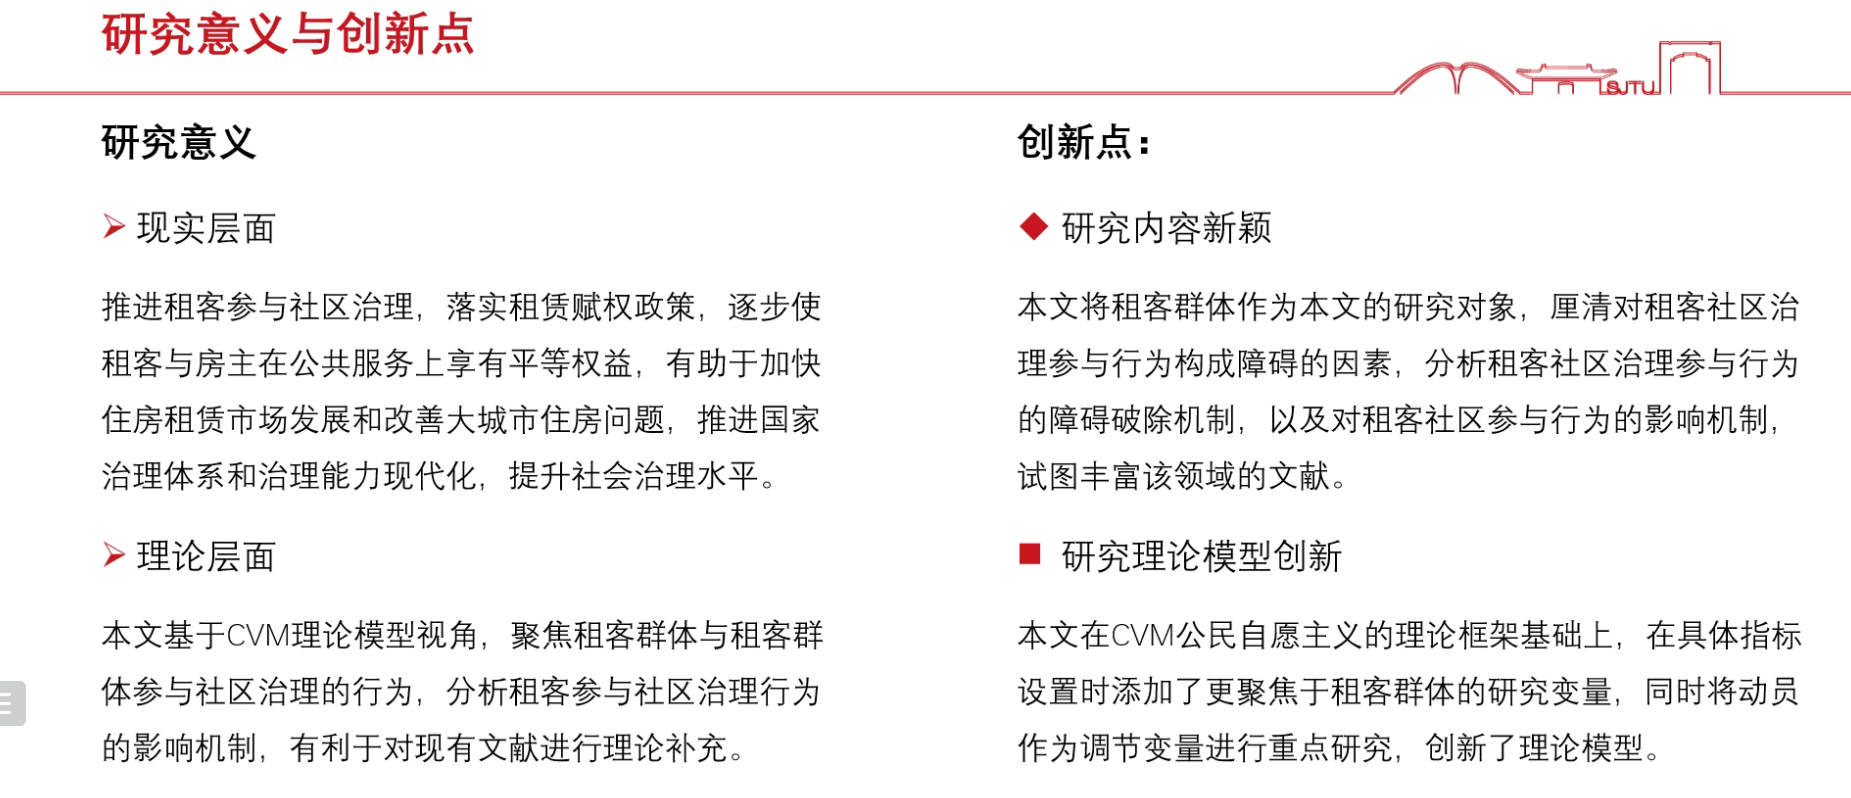 研究意义与创新点
SJTU
研究意义
现实层面
推进租客参与社区治理，落实租赁赋权政策，逐步使
租客与房主在公共服务上享有平等权益，有助于加快
住房租赁市场发展和改善大城市住房问题，推进国家
治理体系和治理能力现代化，提升社会治理水平。
理论层面
本文基于CVM理论模型视角，聚焦租客群体与租客群
体参与社区治理的行为，分析租客参与社区治理行为
的影响机制，有利于对现有文献进行理论补充。
创新点：
研究内容新颖
本文将租客群体作为本文的研究对象，厘清对租客社区治
理参与行为构成障碍的因素，分析租客社区治理参与行为
的障碍破除机制，以及对租客社区参与行为的影响机制，
试图丰富该领域的文献。
研究理论模型创新
本文在CVM公民自愿主义的理论框架基础上，在具体指标
设置时添加了更聚焦于租客群体的研究变量，同时将动员
作为调节变量进行重点研究，创新了理论模型。